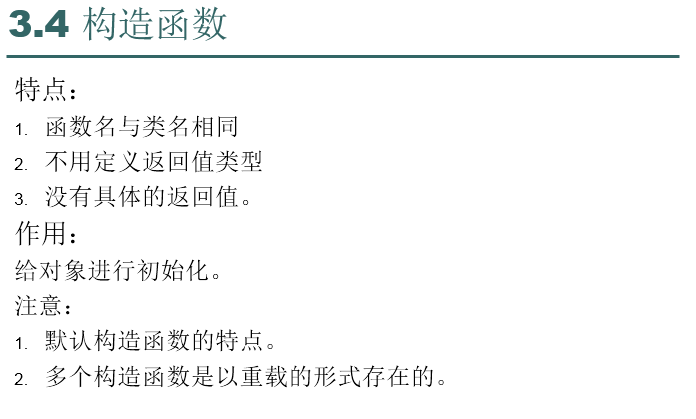 3.4 构造函数
特点：
1. 函数名与类名相同
2. 不用定义返回值类型
3. 没有具体的返回值。
作用：
给对象进行初始化。
注意：
1. 默认构造函数的特点。
2. 多个构造函数是以重载的形式存在的。